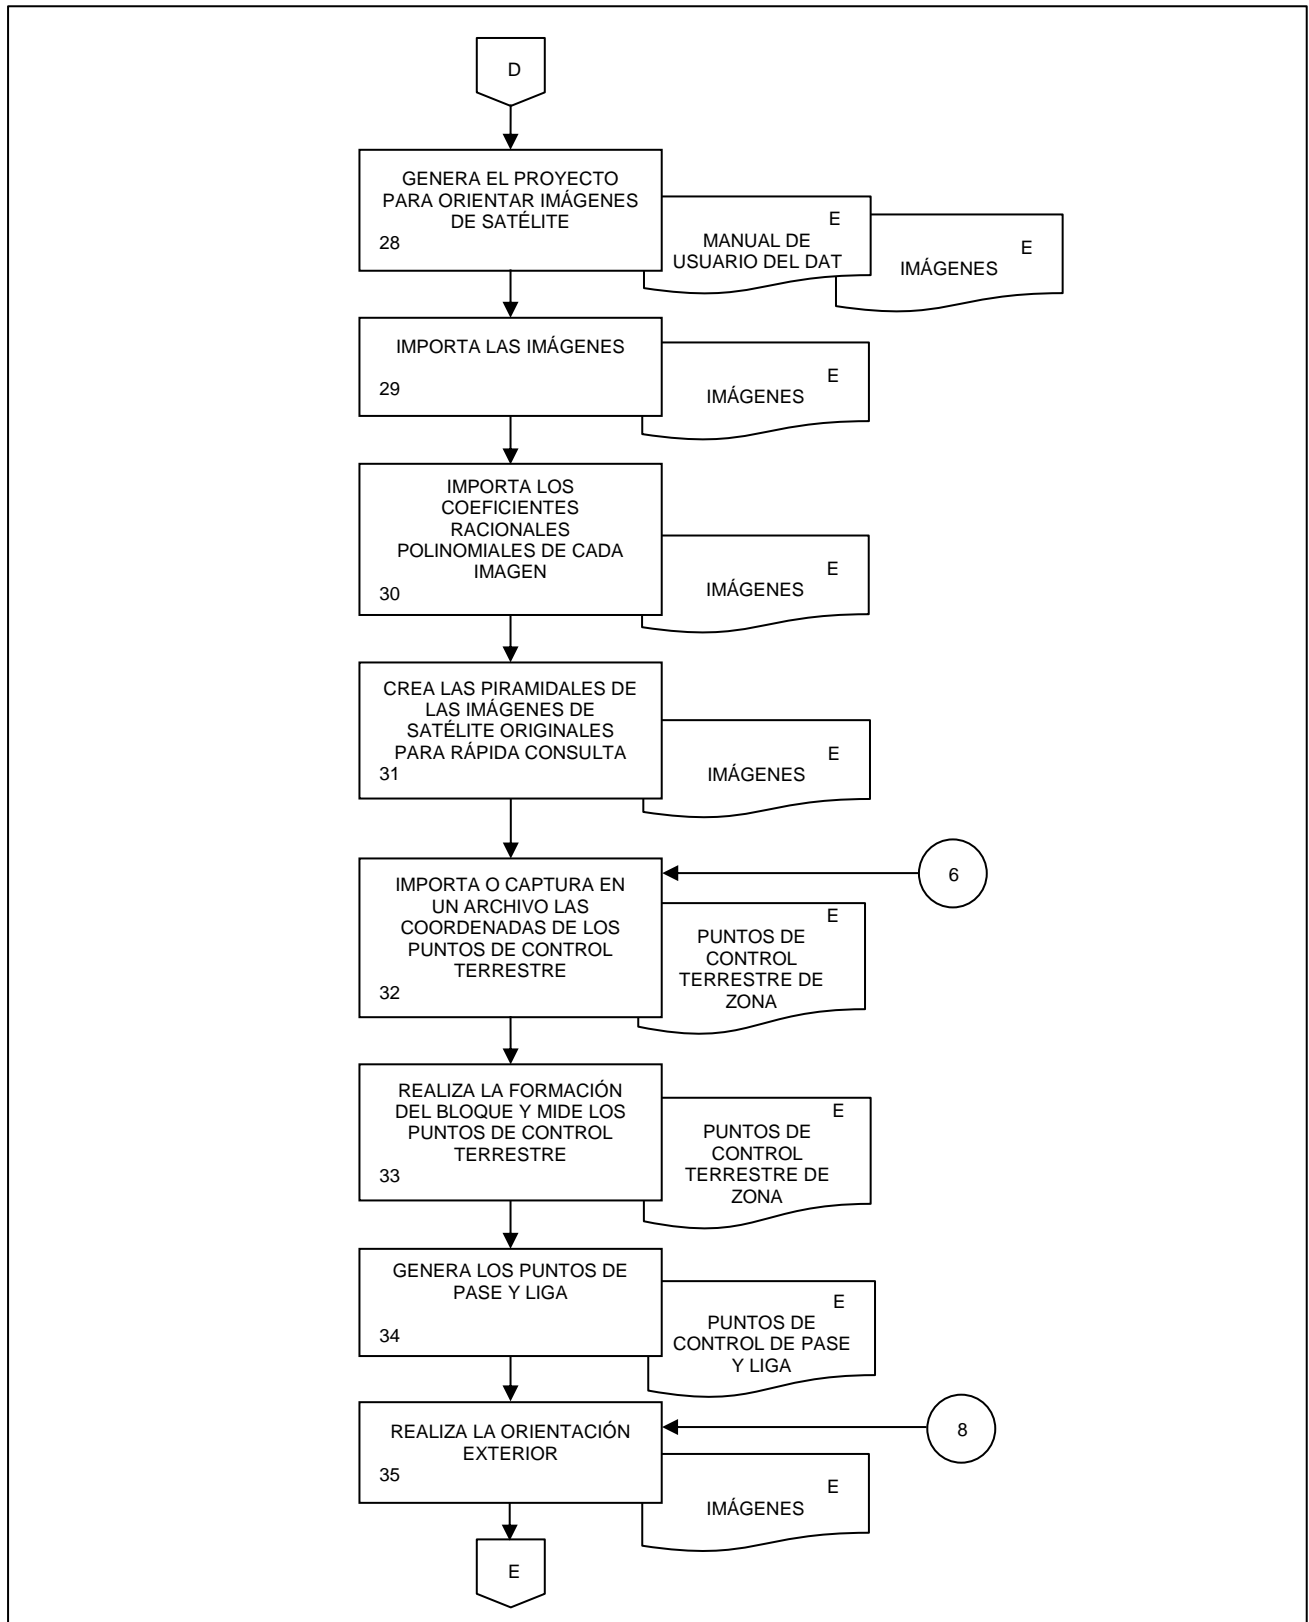 D
GENERA EL PROYECTO
PARA ORIENTAR IMÁGENES
DE SATÉLITE
28
E
MANUAL DE
USUARIO DEL DAT
E
IMÁGENES
IMPORTA LAS IMÁGENES
29
E
IMÁGENES
IMPORTA LOS
COEFICIENTES
RACIONALES
POLINOMIALES DE CADA
IMAGEN
30
E
IMÁGENES
CREA LAS PIRAMIDALES DE
LAS IMÁGENES DE
SATÉLITE ORIGINALES
PARA RÁPIDA CONSULTA
31
E
IMÁGENES
6
IMPORTA O CAPTURA EN
UN ARCHIVO LAS
COORDENADAS DE LOS
PUNTOS DE CONTROL
TERRESTRE
32
E
PUNTOS DE
CONTROL
TERRESTRE DE
ZONA
REALIZA LA FORMACIÓN
DEL BLOQUE Y MIDE LOS
PUNTOS DE CONTROL
TERRESTRE
33
E
PUNTOS DE
CONTROL
TERRESTRE DE
ZONA
GENERA LOS PUNTOS DE
PASE Y LIGA
34
E
PUNTOS DE
CONTROL DE PASE
Y LIGA
8
REALIZA LA ORIENTACIÓN
EXTERIOR
35
E
IMÁGENES
E